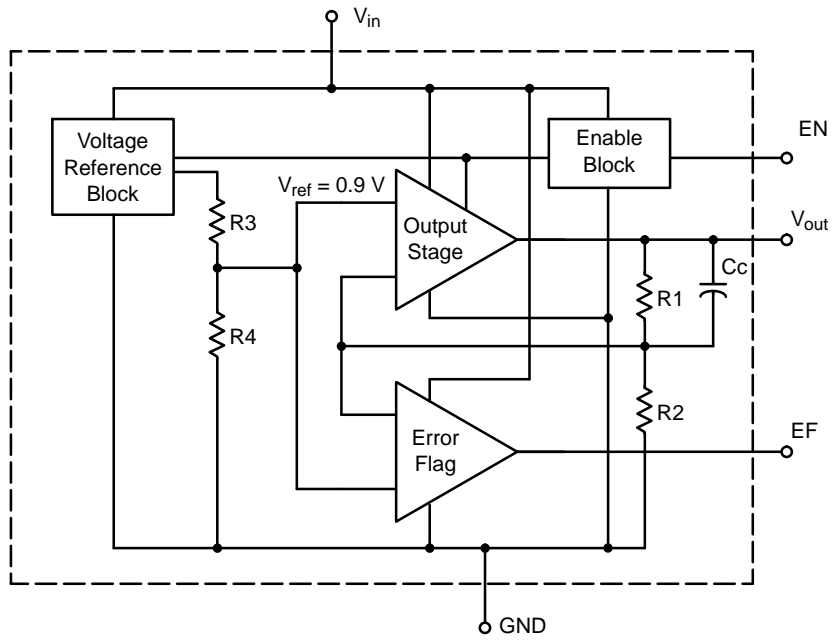 Vin
Voltage
Reference
Block
Enable
Block
EN
Vref = 0.9 V
R3
Output
Stage
Vout
Cc
R1
R4
R2
Error
Flag
EF
GND